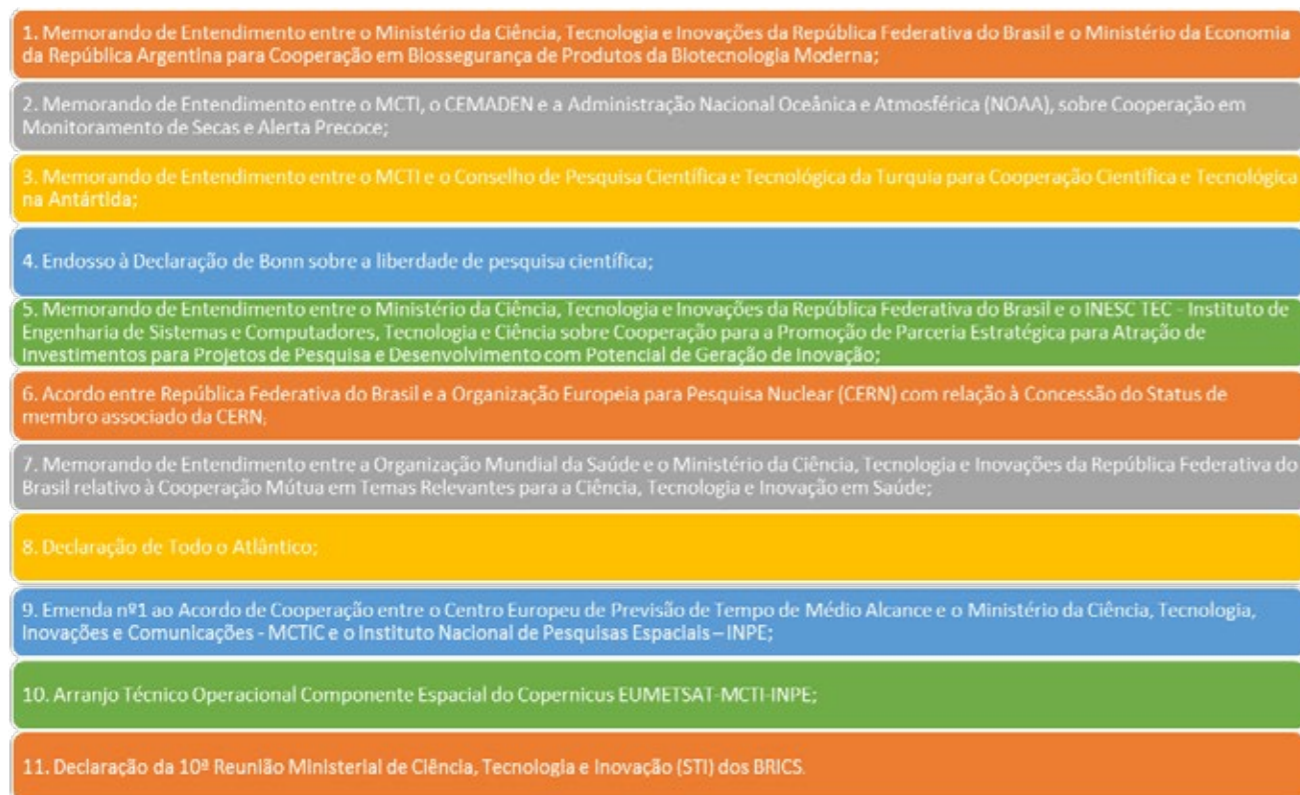 1. Memorando de Entendimento entre o Ministério da Ciência, Tecnologia e Inovações da República Federativa do Brasil e o Ministério da Economia
da República Argentina para Cooperação em Biossegurança de Produtos da Biotecnologia Moderna;
2. Memorando de Entendimento entre o MCTI, o CEMADEN e a Administração Nacional Oceânica e Atmosférica (NOAA), sobre Cooperação em
Monitoramento de Secas e Alerta Precoce;
3. Memorando de Entendimento entre o MCTI e o Conselho de Pesquisa Científica e Tecnológica da Turquia para Cooperação Científica e Tecnológica
na Antártida;
4. Endosso à Declaração de Bonn sobre a liberdade de pesquisa científica;
5. Memorando de Entendimento entre o Ministério da Ciência, Tecnologia e Inovações da República Federativa do Brasil e o INESC TEC - Instituto de
Engenharia de Sistemas e Computadores, Tecnologia e Ciência sobre Cooperação para a Promoção de Parceria Estratégica para Atração de
Investimentos para Projetos de Pesquisa e Desenvolvimento com Potencial de Geração de Inovação;
6. Acordo entre República Federativa do Brasil e a Organização Europeia para Pesquisa Nuclear (CERN) com relação à Concessão do Status de
membro associado da CERN;
7. Memorando de Entendimento entre a Organização Mundial da Saúde e o Ministério da Ciência, Tecnologia e Inovações da República Federativa do
Brasil relativo à Cooperação Mútua em Temas Relevantes para a Ciência, Tecnologia e Inovação em Saúde;
8. Declaração de Todo o Atlântico;
9. Emenda nº1 ao Acordo de Cooperação entre o Centro Europeu de Previsão de Tempo de Médio Alcance e o Ministério da Ciência, Tecnologia,
Inovações e Comunicações - MCTIC e o Instituto Nacional de Pesquisas Espaciais – INPE;
10. Arranjo Técnico Operacional Componente Espacial do Copernicus EUMETSAT-MCTI-INPE;
11. Declaração da 10ª Reunião Ministerial de Ciência, Tecnologia e Inovação (STI) dos BRICS.